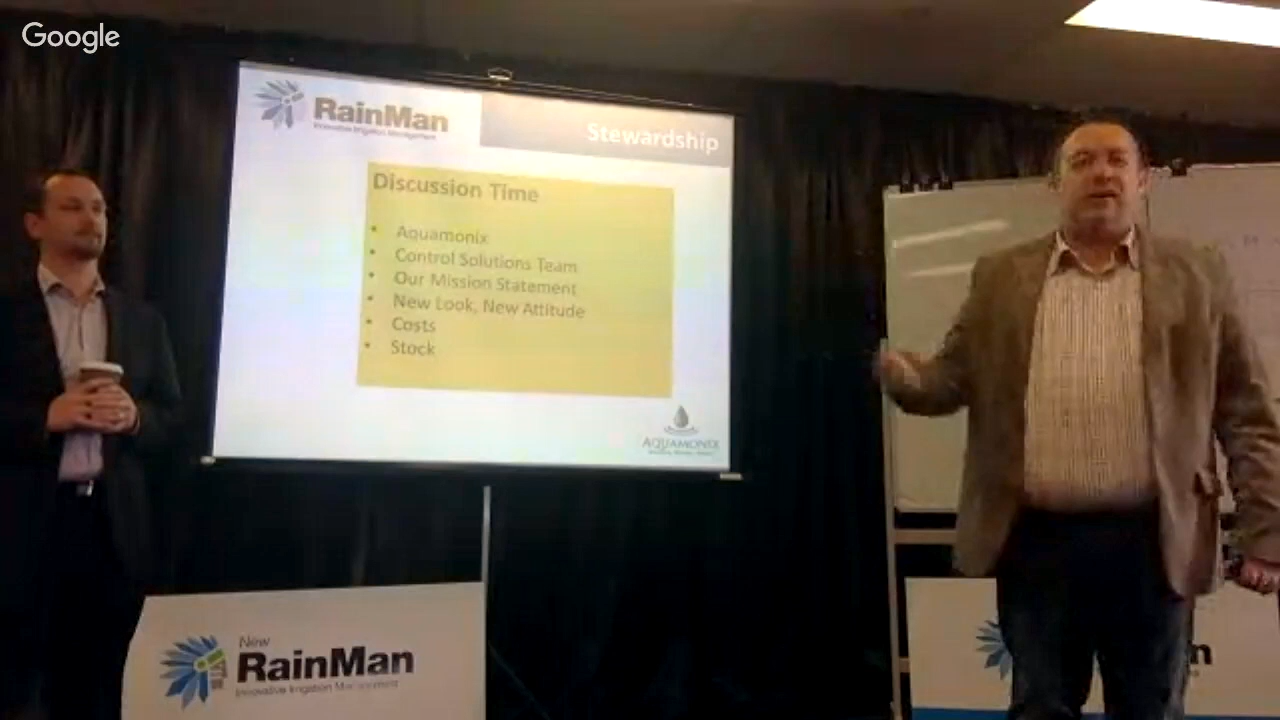 Google
RainMan
Innovative Irrigation Management
Stewardship
Discussion Time
• Aquamonix
• Control Solutions Team
• Our Mission Statement
• New Look, New Attitude
• Costs
• Stock
AQUAMONIX
New
RainMan
Innovative Irrigation Management
n